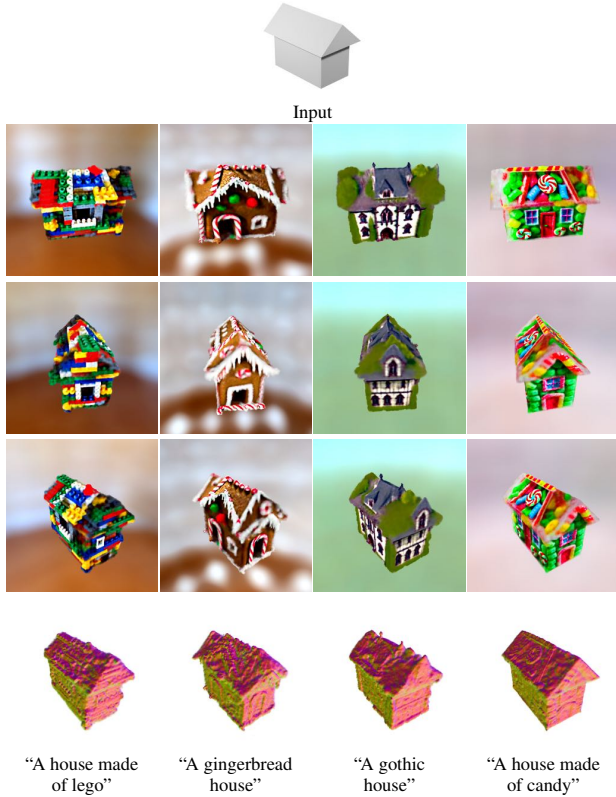 Input
“A house made
of lego”
“A gingerbread
house”
“A gothic
house”
“A house made
of candy”